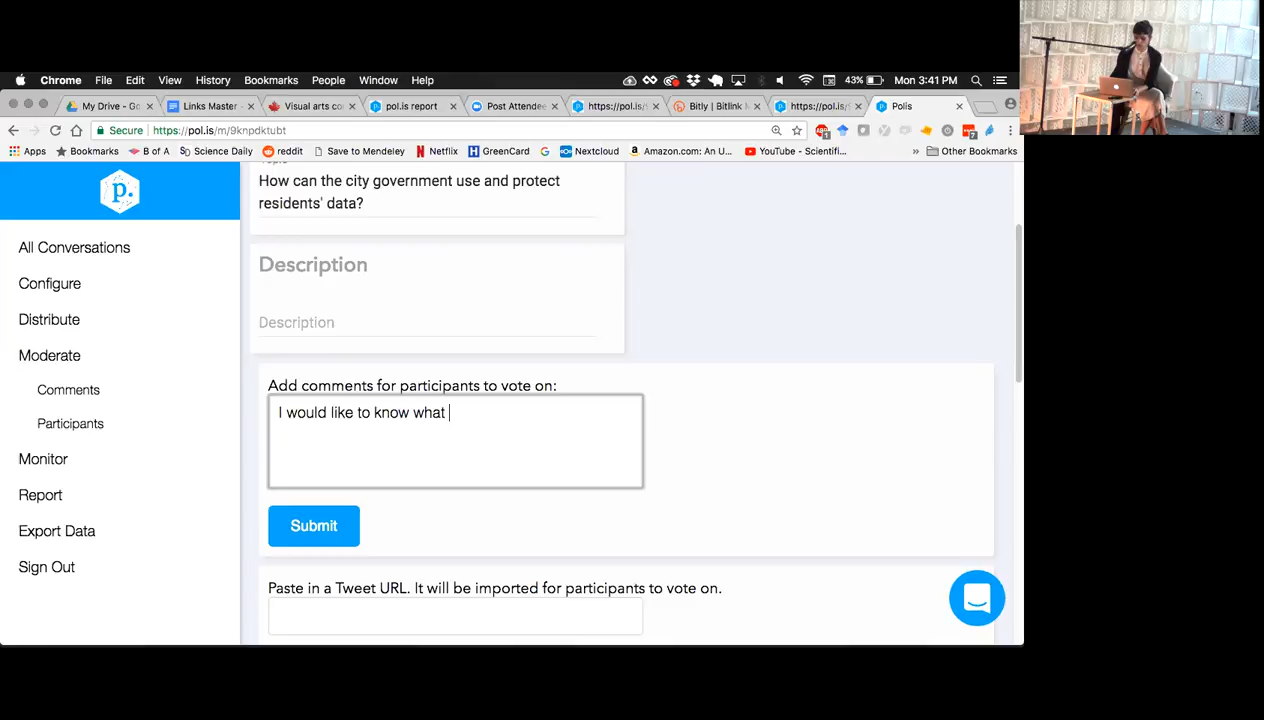 Chrome File Edit View History Bookmarks People Window Help 43% Mon 3:41 PM
My Drive - Go Links Master Visual arts co pol.is report Post Attendee https://pol.is/ Bitly | Bitlink M https://pol.is/ Polis
Secure https://pol.is/m/9knpdktubt
Apps Bookmarks B of A Science Daily reddit Save to Mendeley Netflix GreenCard Nextcloud Amazon.com: An U... YouTube - Scientifi... » Other Bookmarks
p.
How can the city government use and protect
residents' data?
All Conversations
Configure
Distribute
Moderate
Comments
Participants
Monitor
Report
Export Data
Sign Out
Description
Description
Add comments for participants to vote on:
I would like to know what
Submit
Paste in a Tweet URL. It will be imported for participants to vote on.